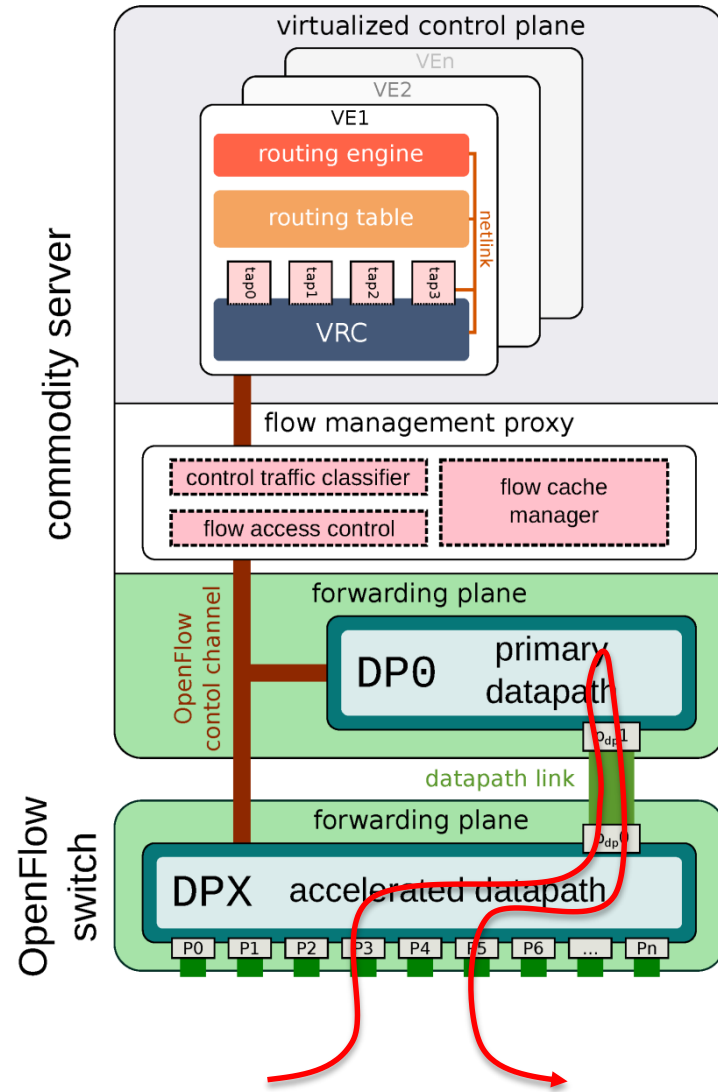 virtualized control plane
VEn
VE2
VE1
routing engine
routing table
netlink
tap0
tap1
tap2
tap3
VRC
commodity server
flow management proxy
control traffic classifier
flow access control
flow cache
manager
forwarding plane
OpenFlow
contol channel
DP0
primary
datapath
pdp1
datapath link
OpenFlow
switch
forwarding plane
pdp0
DPX
accelerated datapath
P0
P1
P2
P3
P4
P5
P6
...
Pn